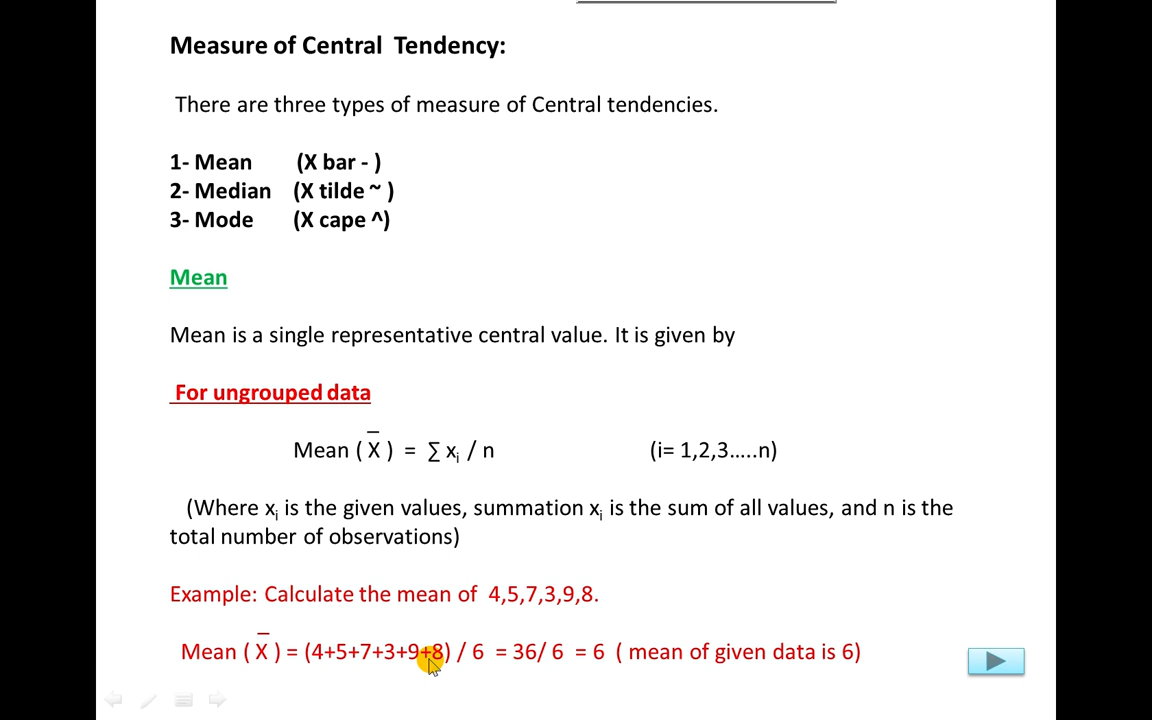 Measure of Central Tendency:
There are three types of measure of Central tendencies.
1- Mean (X bar - )
2- Median (X tilde ~ )
3- Mode (X cape ^)
Mean
Mean is a single representative central value. It is given by
For ungrouped data
Mean ( X̅ ) = ∑ xᵢ / n (i= 1,2,3…..n)
(Where xᵢ is the given values, summation xᵢ is the sum of all values, and n is the
total number of observations)
Example: Calculate the mean of 4,5,7,3,9,8.
Mean ( X̅ ) = (4+5+7+3+9+8) / 6 = 36/ 6 = 6 ( mean of given data is 6)